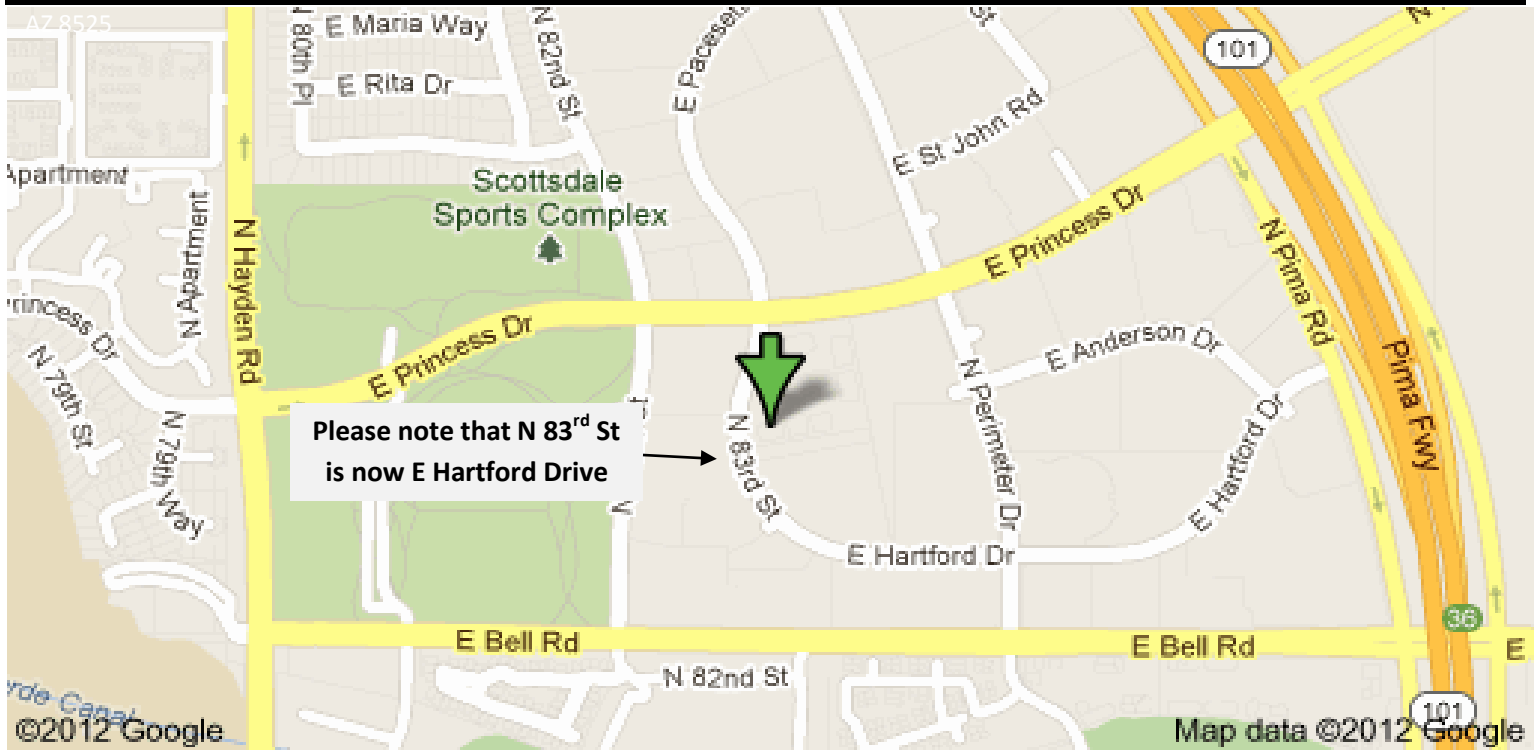 AZ 8525
E Maria Way
E Rita Dr
N 82nd St
101
E St John Rd
Scottsdale
Sports Complex
Apartment
N Apartment
N Hayden Rd
E Princess Dr
E Princess Dr
N Pima Rd
Princess Dr
N 79th St
N 79th Way
E Anderson Dr
N Perimeter Dr
Pima Fwy
Please note that N 83rd St
is now E Hartford Drive
N 83rd St
E Hartford Dr
E Hartford Dr
36
E Bell Rd
E Bell Rd
E
N 82nd St
101
©2012 Google
Map data ©2012 Google